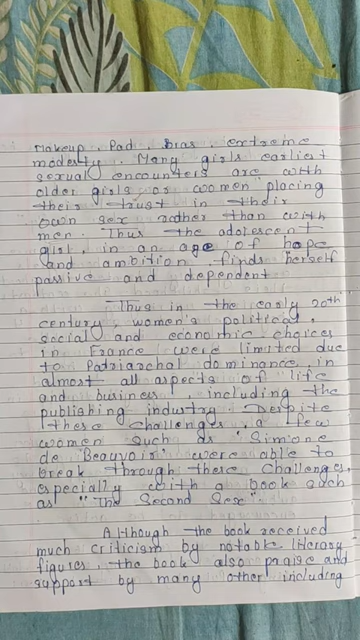 Makeup, Pad, Bras, extreme
modesty. Many girls earliest
sexual encounters are with
older girls or women "placing
their trust in their
own sex rather than with
men. Thus the adolescent
girl, in an age of hope
and ambition finds herself
passive and dependent
Thus in the early 20th
century, women's political,
social and economic choices
in France were limited due
to Patriarchal dominance in
almost all aspects of life
and business, including the
publishing industry. Despite
these challenges, a few
women such as "Simone
de Beauvoir" were able to
break through these challenges,
especially with a book such
as "The Second Sex"
Although the book received
much criticism by notable literary
figures, the book also praise and
support by many other including